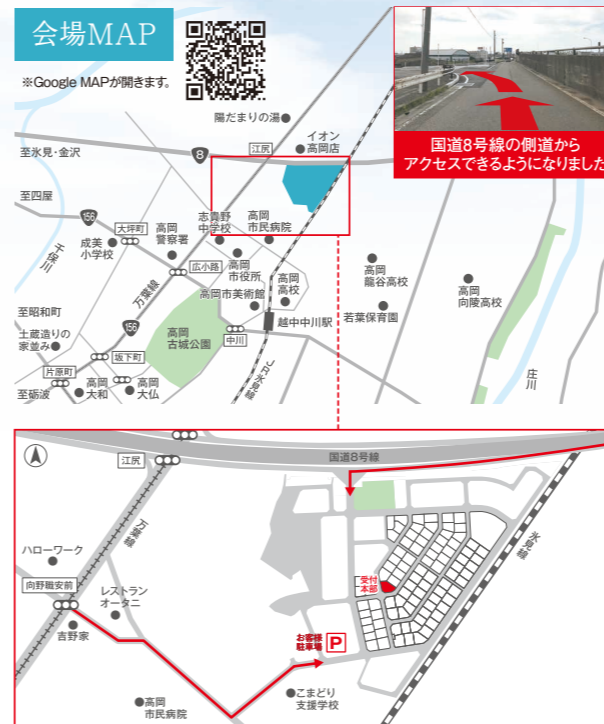 会場MAP
※Google MAPが開きます。
国道8号線の側道から
アクセスできるようになりました
陽だまりの湯
イオン
高岡店
江尻
8
至氷見・金沢
至四屋
156
大坪町
成美
小学校
高岡
警察署
志貴野
中学校
高岡
市民病院
千保川
広小路
高岡
市役所
高岡
龍谷高校
万葉線
高岡市美術館
高岡
高校
高岡
向陵高校
若葉保育園
至昭和町
156
土蔵造りの
家並み
高岡
古城公園
中川
越中中川駅
坂下町
片原町
至砺波
高岡
大和
高岡
大仏
JR氷見線
庄川
国道8号線
江尻
万葉線
氷見線
ハローワーク
向野職安前
レストラン
オータニ
吉野家
受付
本部
お客様
駐車場
P
こまどり
支援学校
高岡
市民病院